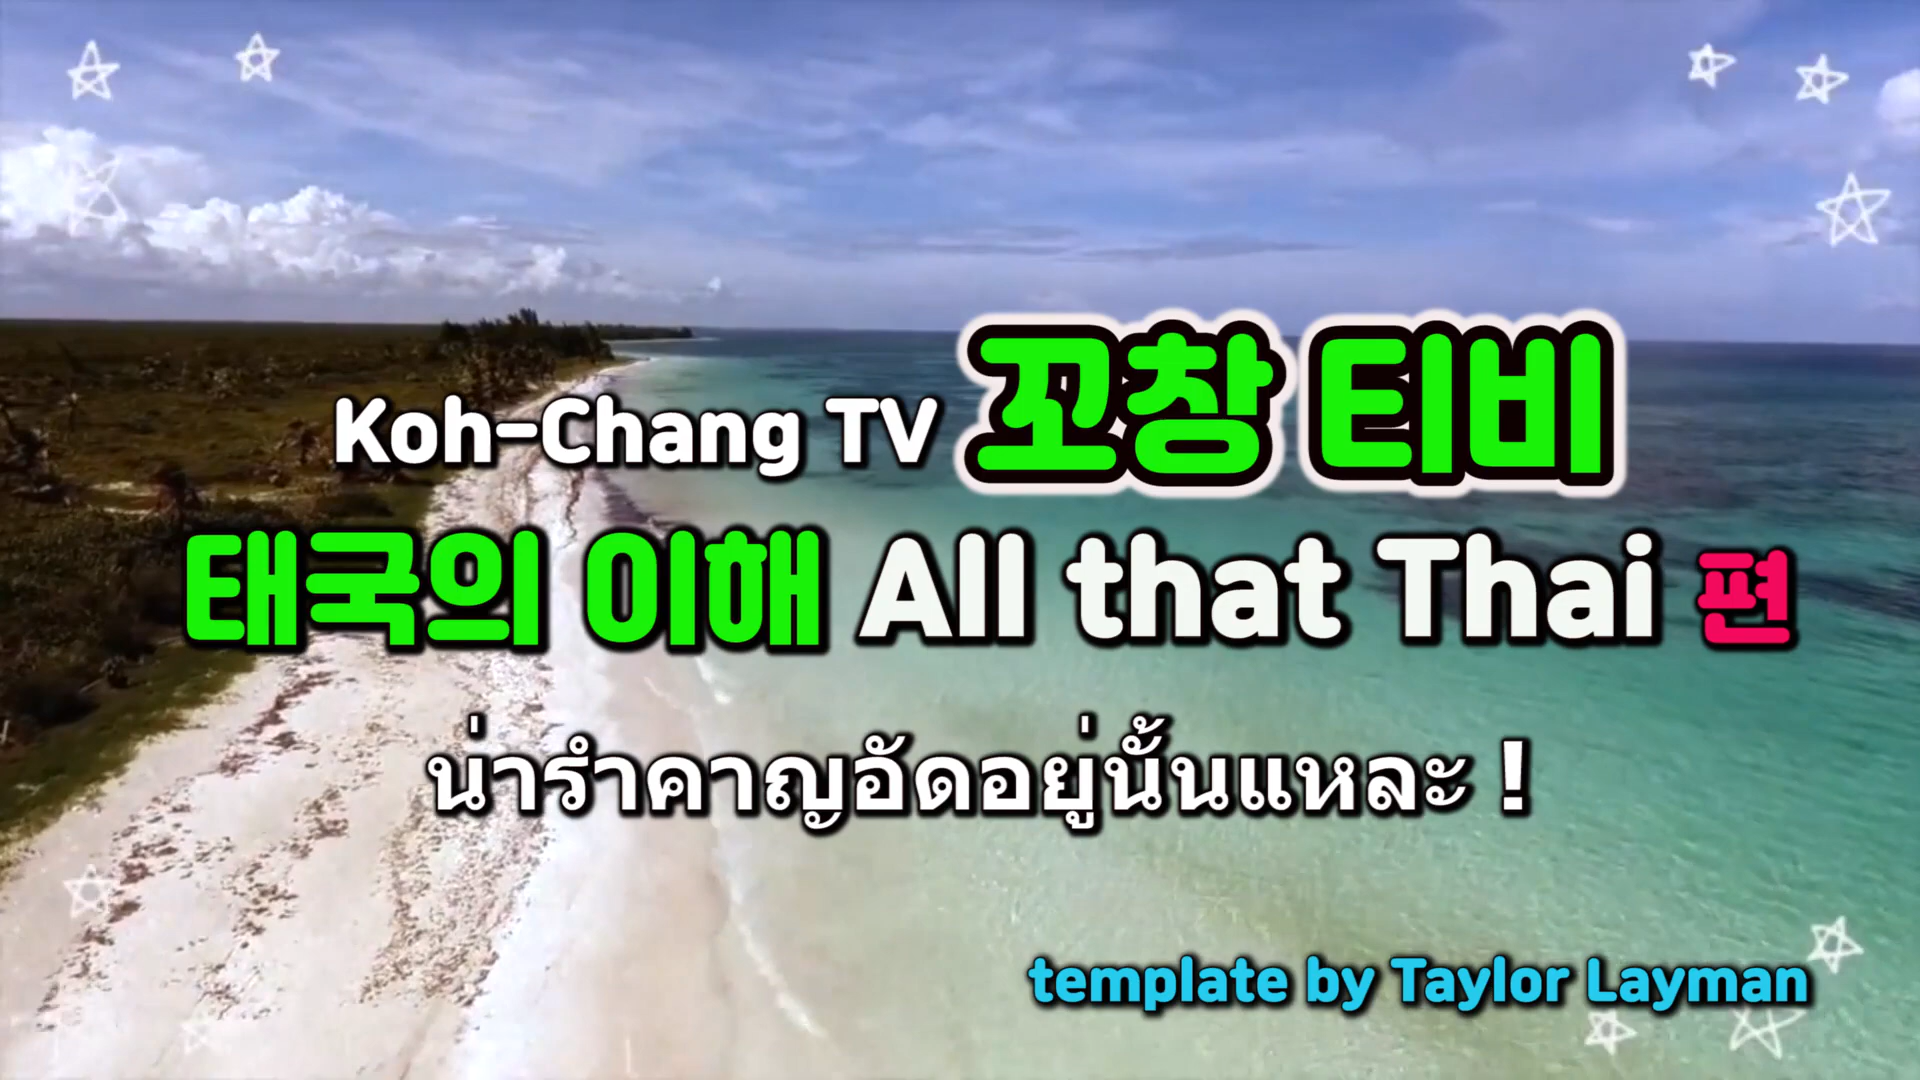 Koh-Chang TV 꼬창 티비
태국의 이해 All that Thai 편
น่ารำคาญอัดอยู่นั้นแหละ !
template by Taylor Layman